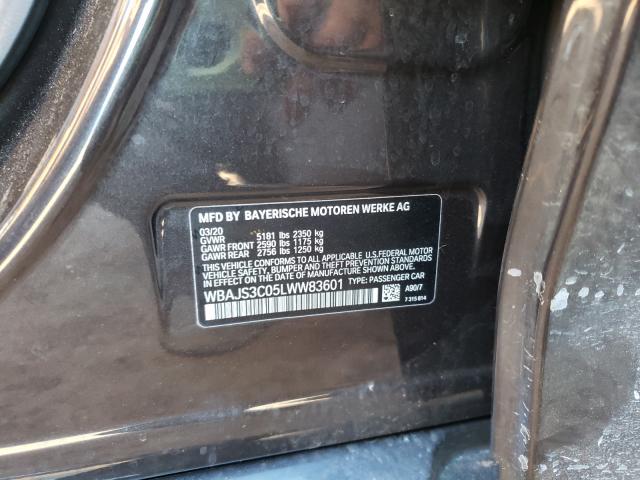 MFD BY BAYERISCHE MOTOREN WERKE AG
03/20
GVWR 5181 lbs 2350 kg
GAWR FRONT 2590 lbs 1175 kg
GAWR REAR 2756 lbs 1250 kg
THIS VEHICLE CONFORMS TO ALL APPLICABLE U.S.FEDERAL MOTOR
VEHICLE SAFETY, BUMPER, AND THEFT PREVENTION STANDARDS
IN EFFECT ON THE DATE OF MANUFACTURE SHOWN ABOVE.
WBAJS3C05LWW83601 TYPE: PASSENGER CAR
A90/7
7 315 814